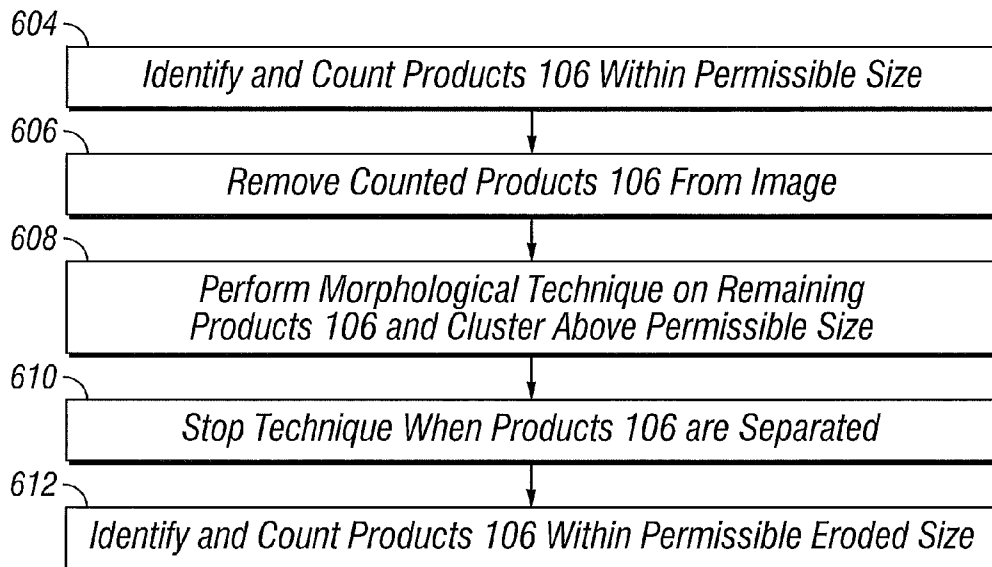 604
Identify and Count Products 106 Within Permissible Size
606
Remove Counted Products 106 From Image
608
Perform Morphological Technique on Remaining
Products 106 and Cluster Above Permissible Size
610
Stop Technique When Products 106 are Separated
612
Identify and Count Products 106 Within Permissible Eroded Size